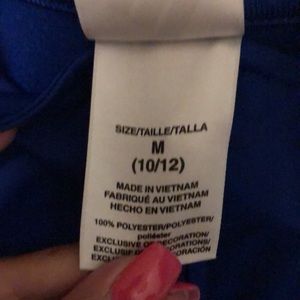 SIZE/TAILLE/TALLA
M
(10/12)
MADE IN VIETNAM
FABRIQUÉ AU VIETNAM
HECHO EN VIETNAM
100% POLYESTER/POLYESTER/
poliéster
EXCLUSIVE OF DECORATION/
EXCLUSIF DE DECORATION/